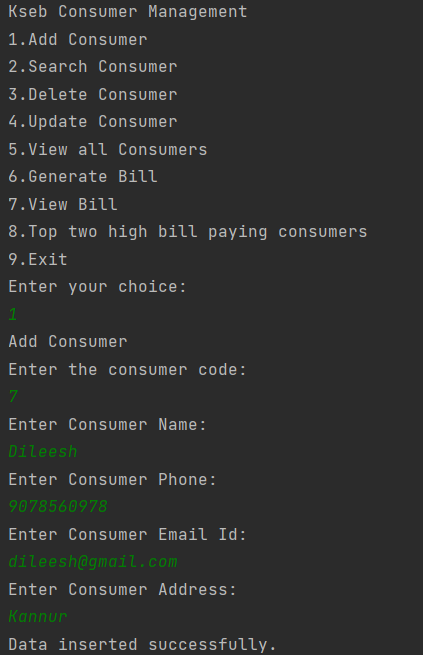 Kseb Consumer Management
1.Add Consumer
2.Search Consumer
3.Delete Consumer
4.Update Consumer
5.View all Consumers
6.Generate Bill
7.View Bill
8.Top two high bill paying consumers
9.Exit
Enter your choice:
1
Add Consumer
Enter the consumer code:
7
Enter Consumer Name:
Dileesh
Enter Consumer Phone:
9078560978
Enter Consumer Email Id:
dileesh@gmail.com
Enter Consumer Address:
Kannur
Data inserted successfully.